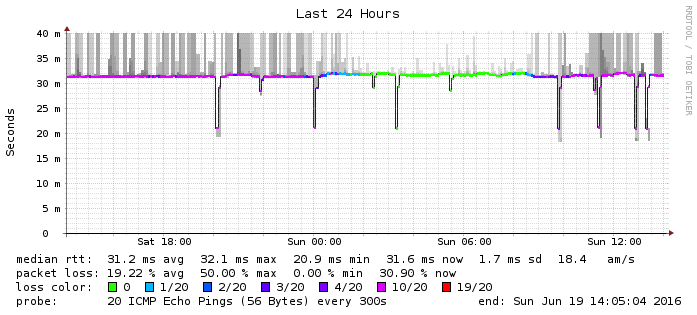 Last 24 Hours
RRDTOOL / TOBI OETIKER
Seconds
40 m
35 m
30 m
25 m
20 m
15 m
10 m
5 m
0
Sat 18:00 Sun 00:00 Sun 06:00 Sun 12:00
median rtt: 31.2 ms avg 32.1 ms max 20.9 ms min 31.6 ms now 1.7 ms sd 18.4 am/s
packet loss: 19.22 % avg 50.00 % max 0.00 % min 30.90 % now
loss color: 0 1/20 2/20 3/20 4/20 10/20 19/20
probe: 20 ICMP Echo Pings (56 Bytes) every 300s end: Sun Jun 19 14:05:04 2016